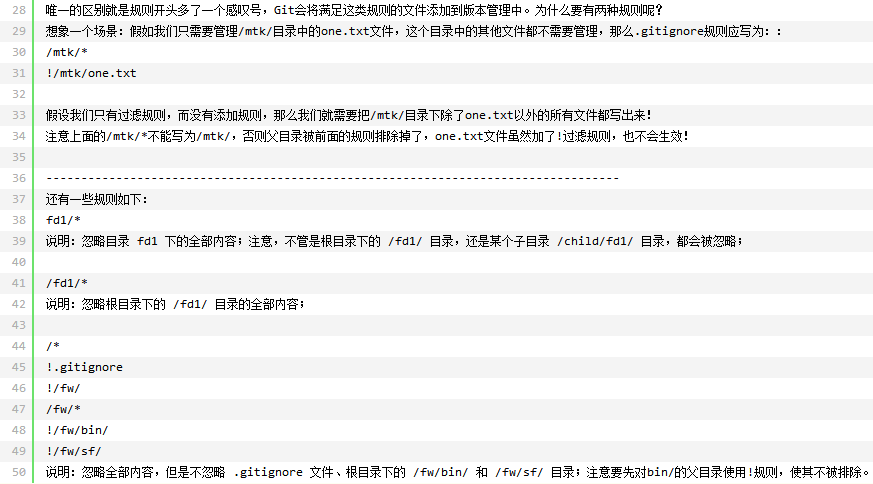 28 唯一的区别就是规则开头多了一个感叹号，Git会将满足这类规则的文件添加到版本管理中。为什么要有两种规则呢？
29 想象一个场景：假如我们只需要管理/mtk/目录中的one.txt文件，这个目录中的其他文件都不需要管理，那么.gitignore规则应写为：：
30 /mtk/*
31 !/mtk/one.txt
32
33 假设我们只有过滤规则，而没有添加规则，那么我们就需要把/mtk/目录下除了one.txt以外的所有文件都写出来！
34 注意上面的/mtk/*不能写为/mtk/，否则父目录被前面的规则排除掉了，one.txt文件虽然加了!过滤规则，也不会生效！
35
36 ----------------------------------------------------------------------------------
37 还有一些规则如下：
38 fd1/*
39 说明：忽略目录 fd1 下的全部内容；注意，不管是根目录下的 /fd1/ 目录，还是某个子目录 /child/fd1/ 目录，都会被忽略；
40
41 /fd1/*
42 说明：忽略根目录下的 /fd1/ 目录的全部内容；
43
44 /*
45 !.gitignore
46 !/fw/
47 /fw/*
48 !/fw/bin/
49 !/fw/sf/
50 说明：忽略全部内容，但是不忽略 .gitignore 文件、根目录下的 /fw/bin/ 和 /fw/sf/ 目录；注意要先对bin/的父目录使用!规则，使其不被排除。